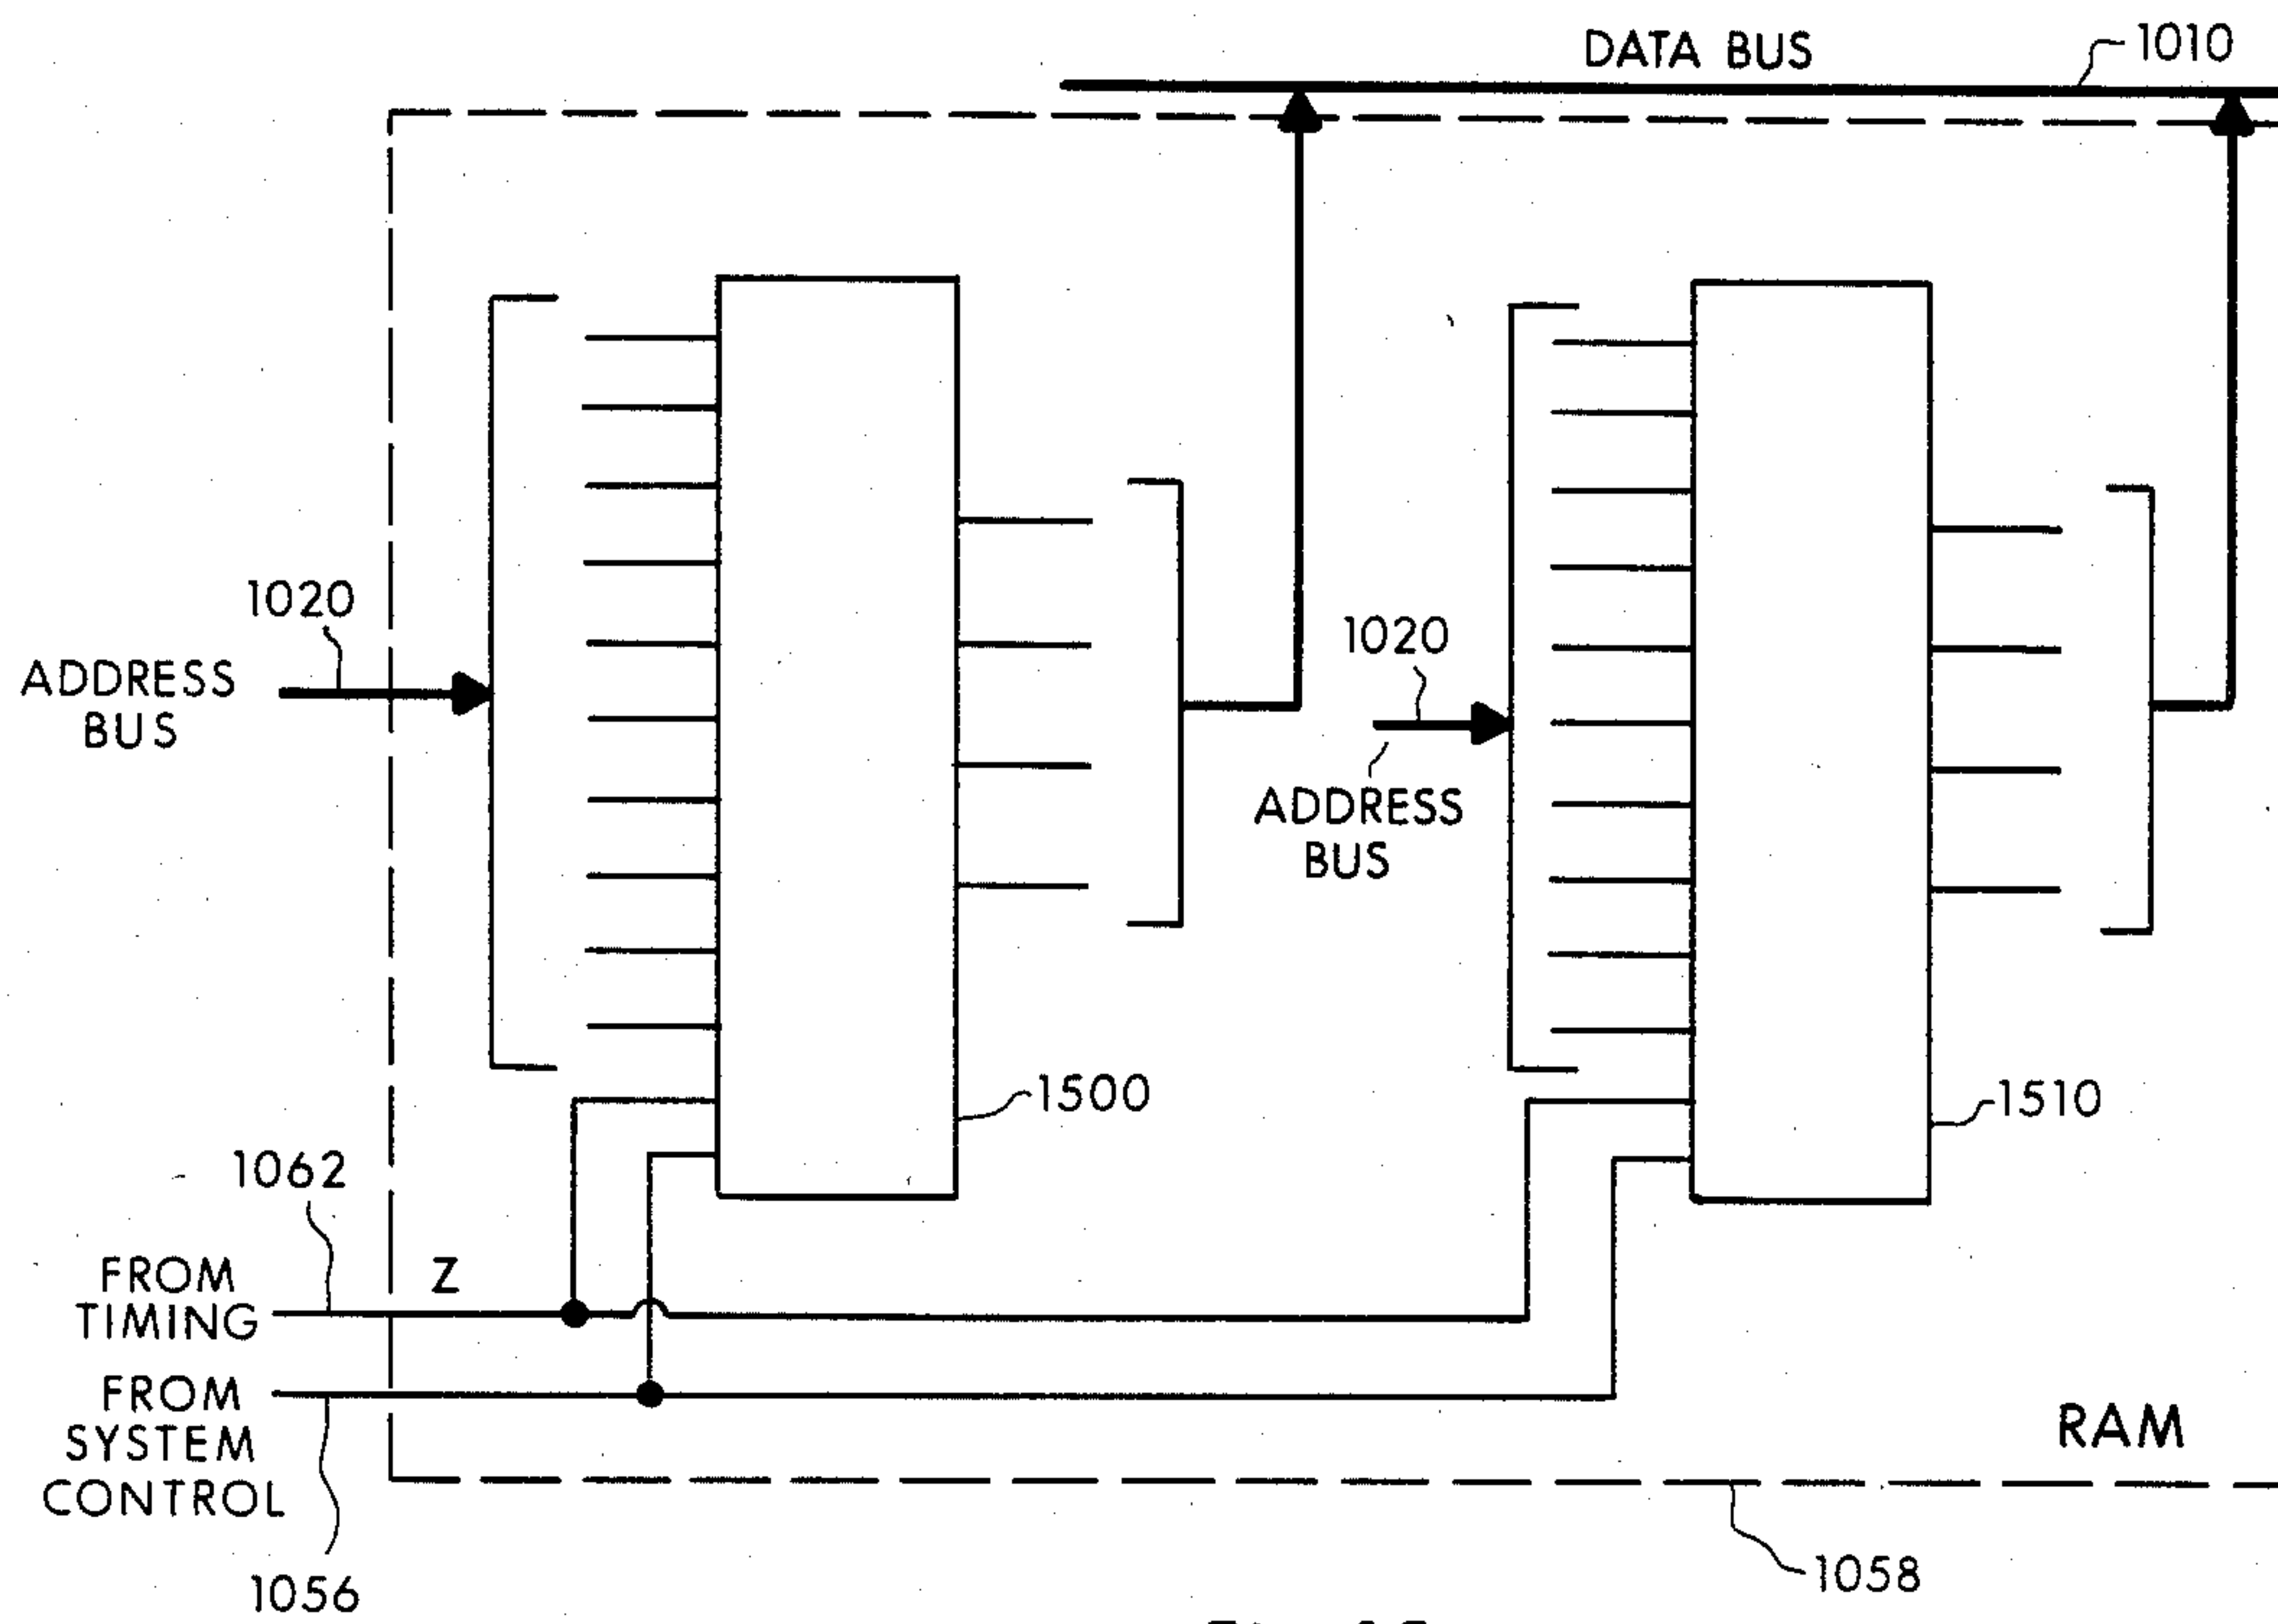 DATA BUS
1010
1020
ADDRESS
BUS
1020
ADDRESS
BUS
1500
1510
1062
Z
FROM
TIMING
FROM
SYSTEM
CONTROL
RAM
1056
1058